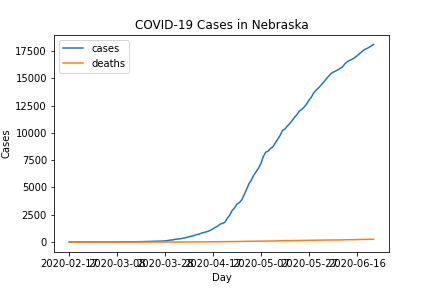 COVID-19 Cases in Nebraska
cases
deaths
17500
15000
12500
10000
7500
5000
2500
0
Cases
2020-02-17 2020-03-08 2020-03-28 2020-04-17 2020-05-07 2020-05-27 2020-06-16
Day